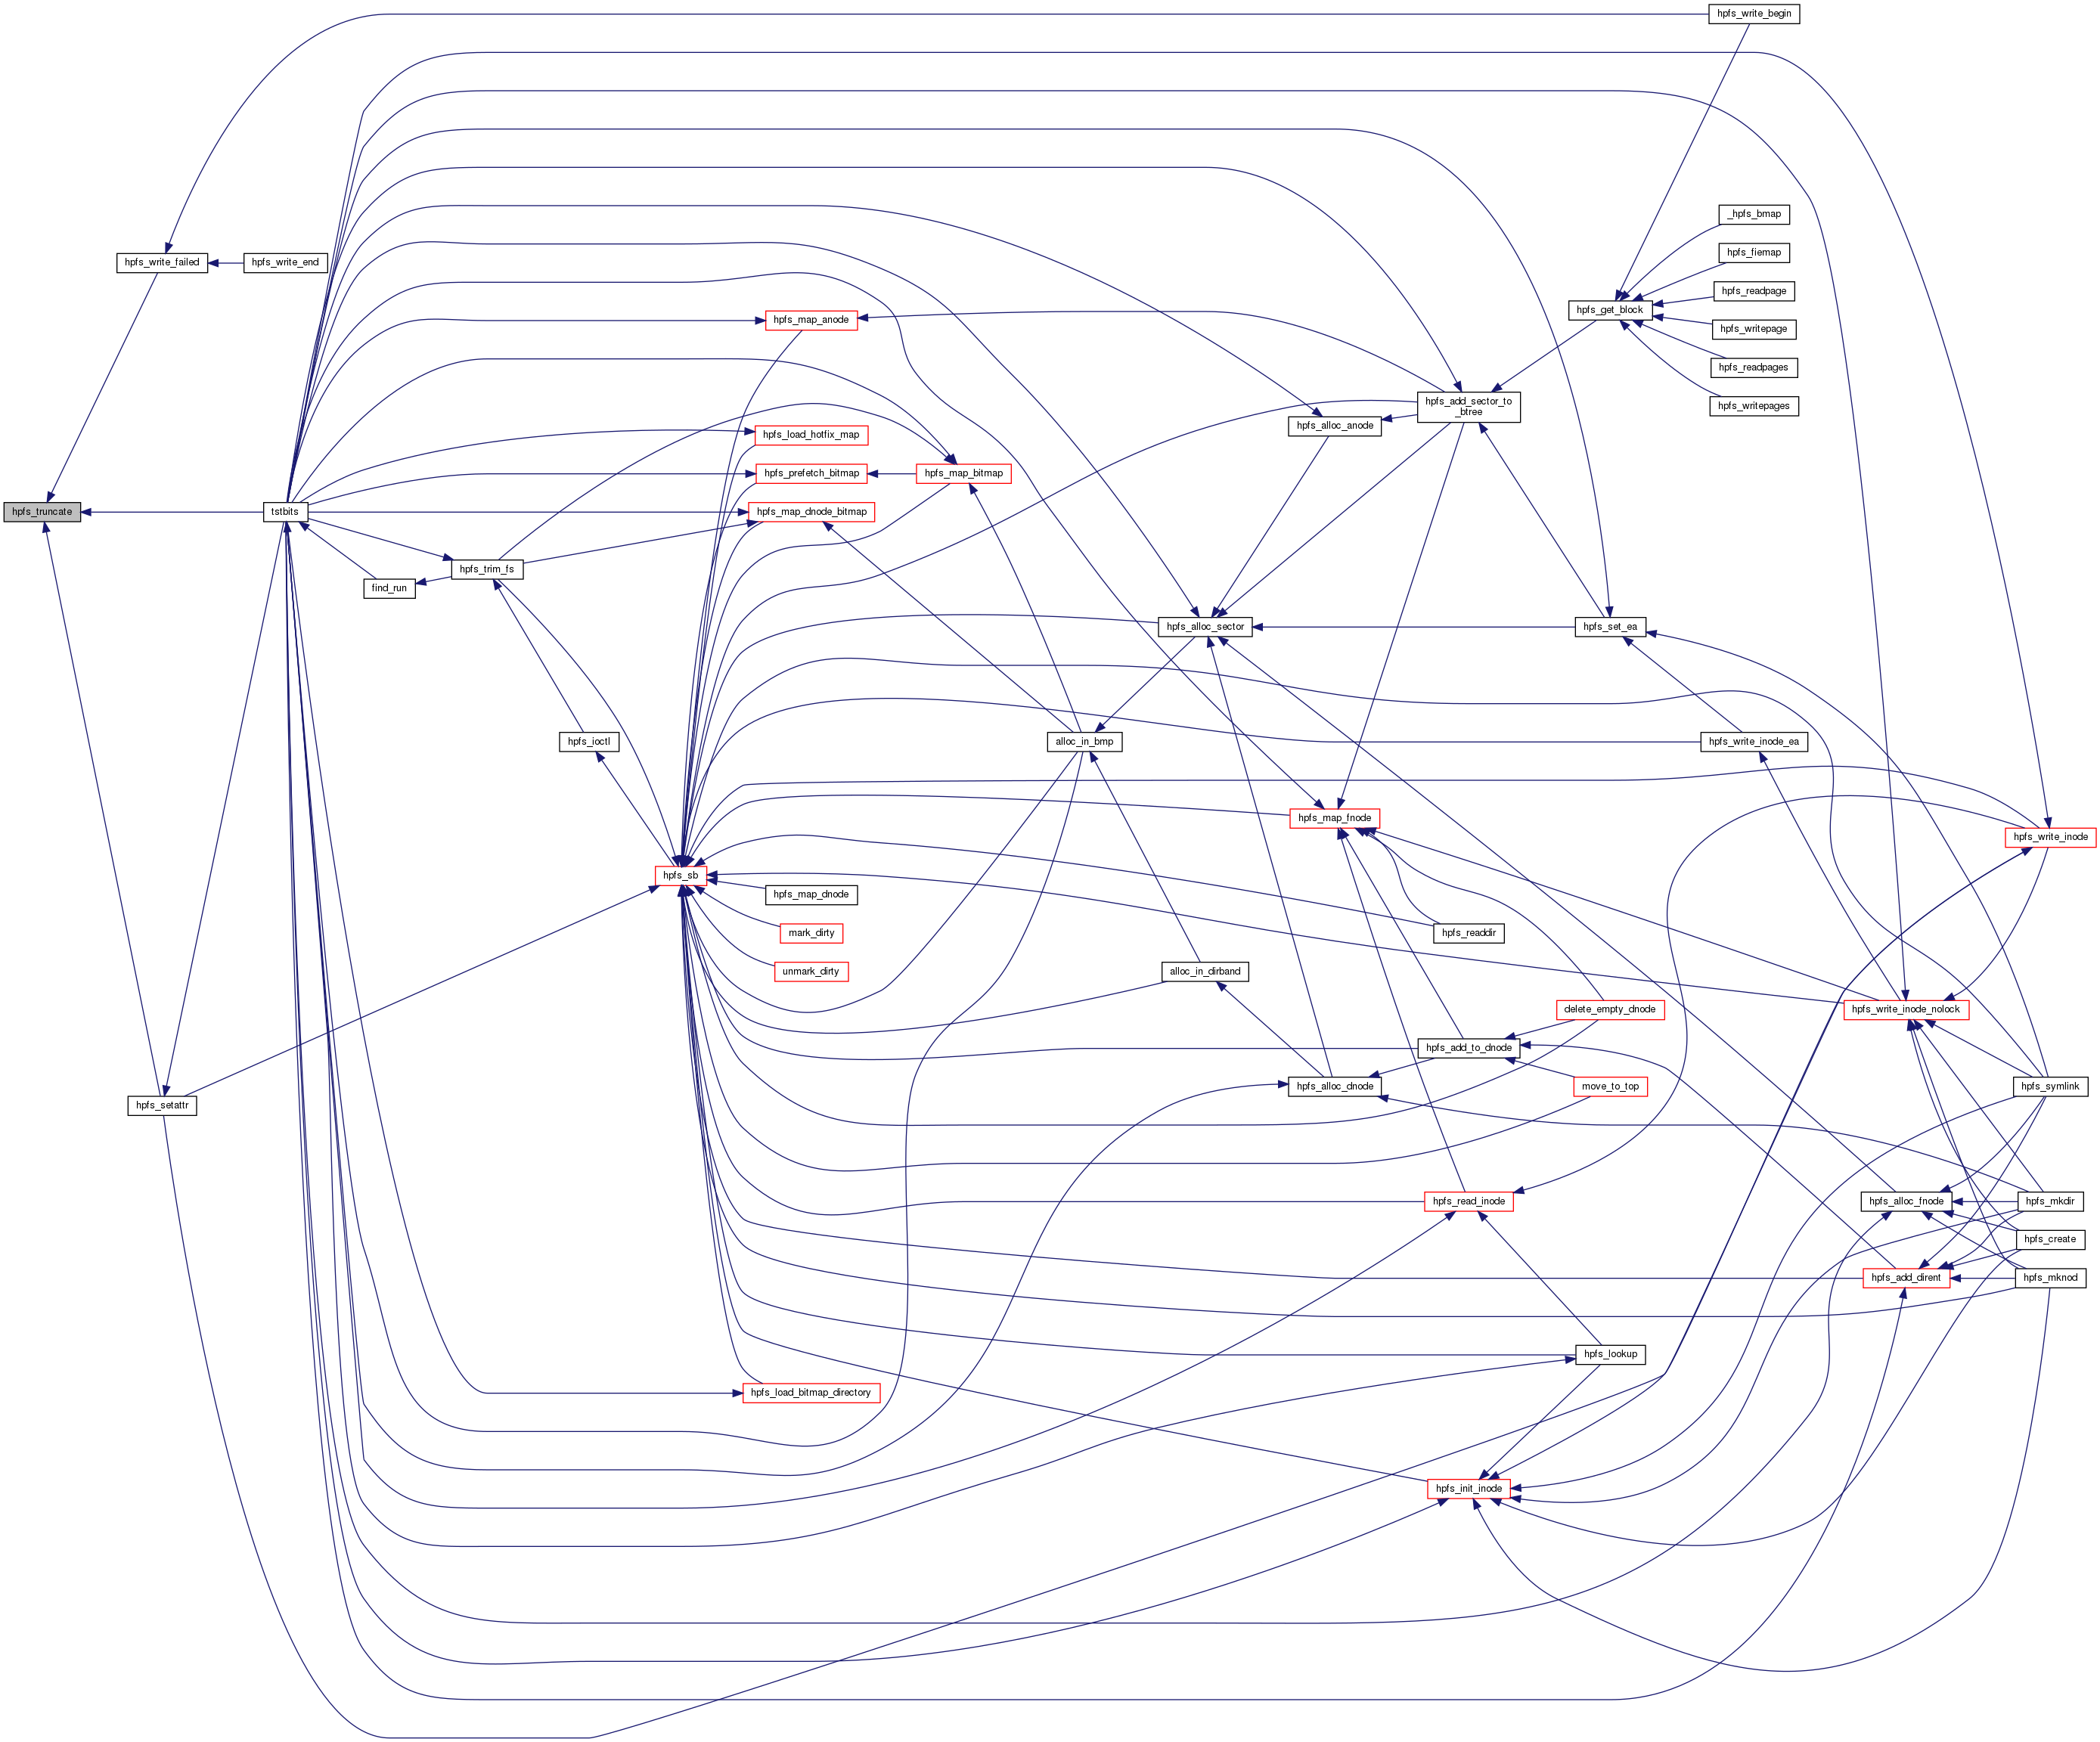 hpfs_write_begin
_hpfs_bmap
hpfs_fiemap
hpfs_write_failed
hpfs_write_end
hpfs_readpage
hpfs_get_block
hpfs_map_anode
hpfs_writepage
hpfs_readpages
hpfs_add_sector_to
_btree
hpfs_writepages
hpfs_alloc_anode
hpfs_load_hotfix_map
hpfs_prefetch_bitmap
hpfs_map_bitmap
hpfs_truncate
tstbits
hpfs_map_dnode_bitmap
hpfs_trim_fs
find_run
hpfs_alloc_sector
hpfs_set_ea
hpfs_ioctl
alloc_in_bmp
hpfs_write_inode_ea
hpfs_map_fnode
hpfs_write_inode
hpfs_sb
hpfs_map_dnode
mark_dirty
hpfs_readdir
unmark_dirty
alloc_in_dirband
delete_empty_dnode
hpfs_write_inode_nolock
hpfs_add_to_dnode
hpfs_alloc_dnode
move_to_top
hpfs_symlink
hpfs_setattr
hpfs_read_inode
hpfs_alloc_fnode
hpfs_mkdir
hpfs_create
hpfs_add_dirent
hpfs_mknod
hpfs_lookup
hpfs_load_bitmap_directory
hpfs_init_inode